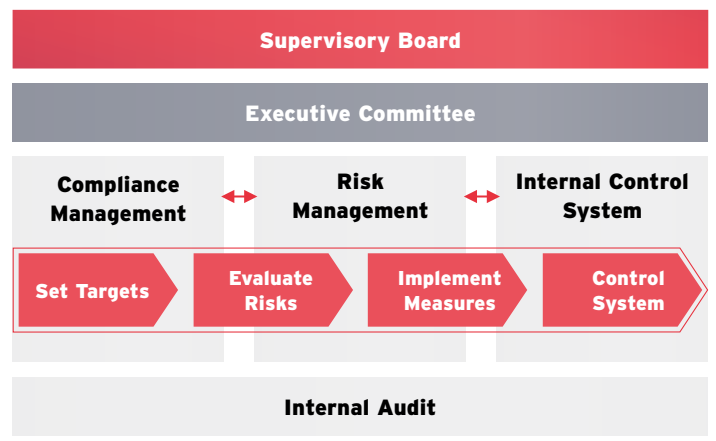 Supervisory Board
Executive Committee
Compliance
Management
Risk
Management
Internal Control
System
Set Targets
Evaluate
Risks
Implement
Measures
Control
System
Internal Audit